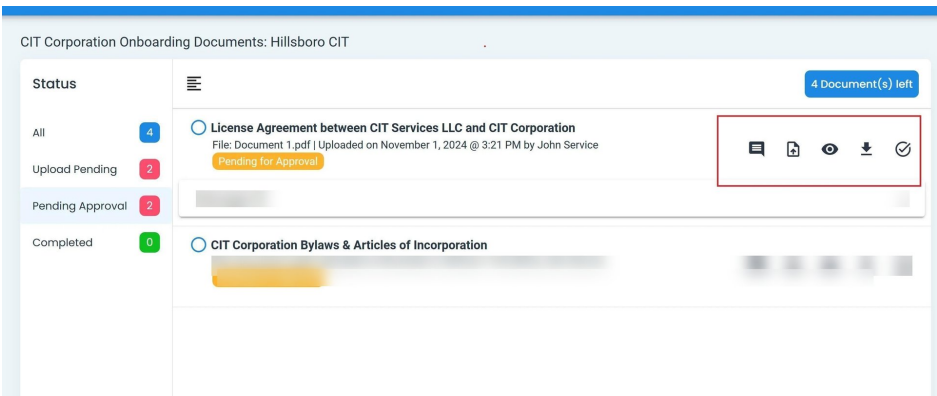 CIT Corporation Onboarding Documents: Hillsboro CIT
Status
4 Document(s) left
All 4
Upload Pending 2
Pending Approval 2
Completed 0
License Agreement between CIT Services LLC and CIT Corporation
File: Document 1.pdf | Uploaded on November 1, 2024 @ 3:21 PM by John Service
Pending for Approval
CIT Corporation Bylaws & Articles of Incorporation